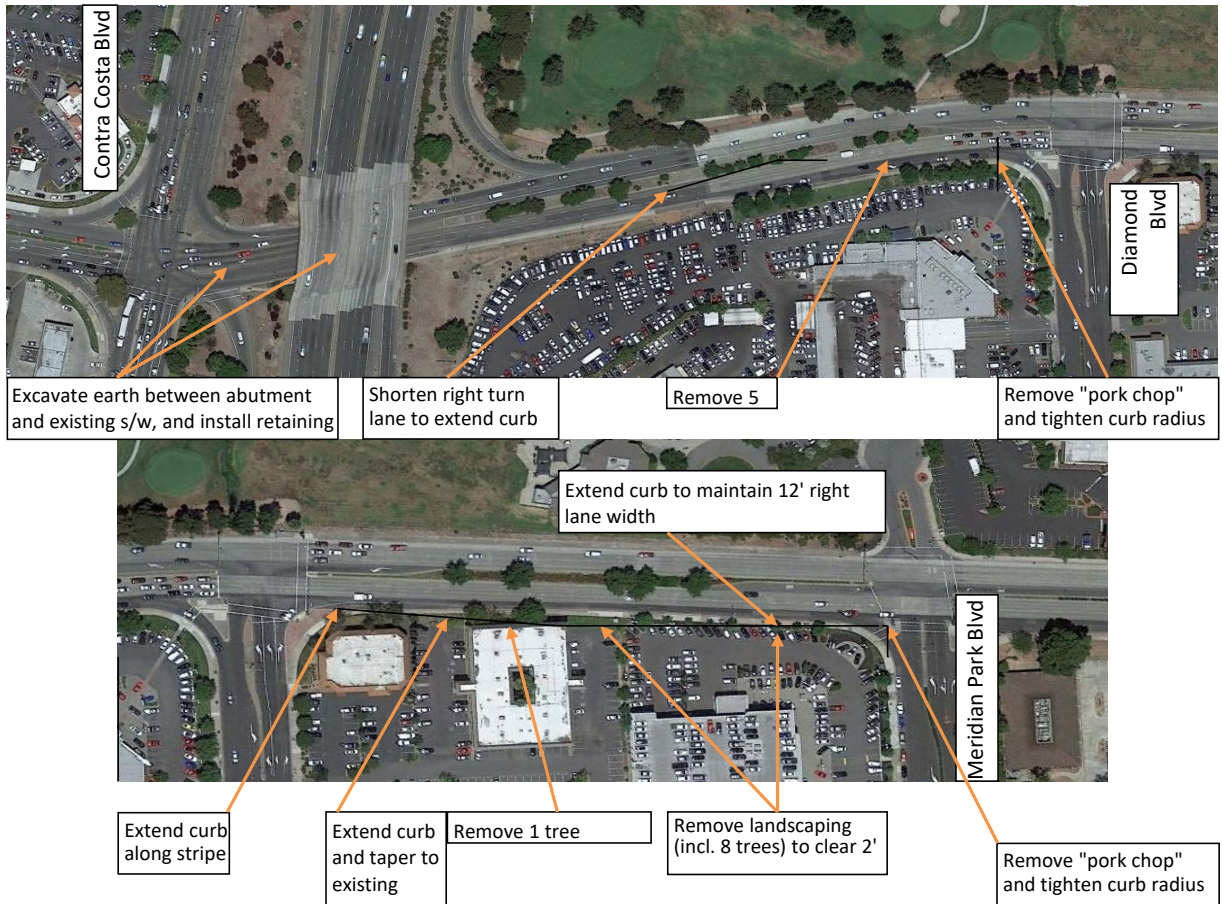 Contra Costa Blvd
Diamond
Blvd
Excavate earth between abutment
and existing s/w, and install retaining
Shorten right turn
lane to extend curb
Remove 5
Remove "pork chop"
and tighten curb radius
Extend curb to maintain 12' right
lane width
Meridian Park Blvd
Extend curb
along stripe
Extend curb
and taper to
existing
Remove 1 tree
Remove landscaping
(incl. 8 trees) to clear 2'
Remove "pork chop"
and tighten curb radius